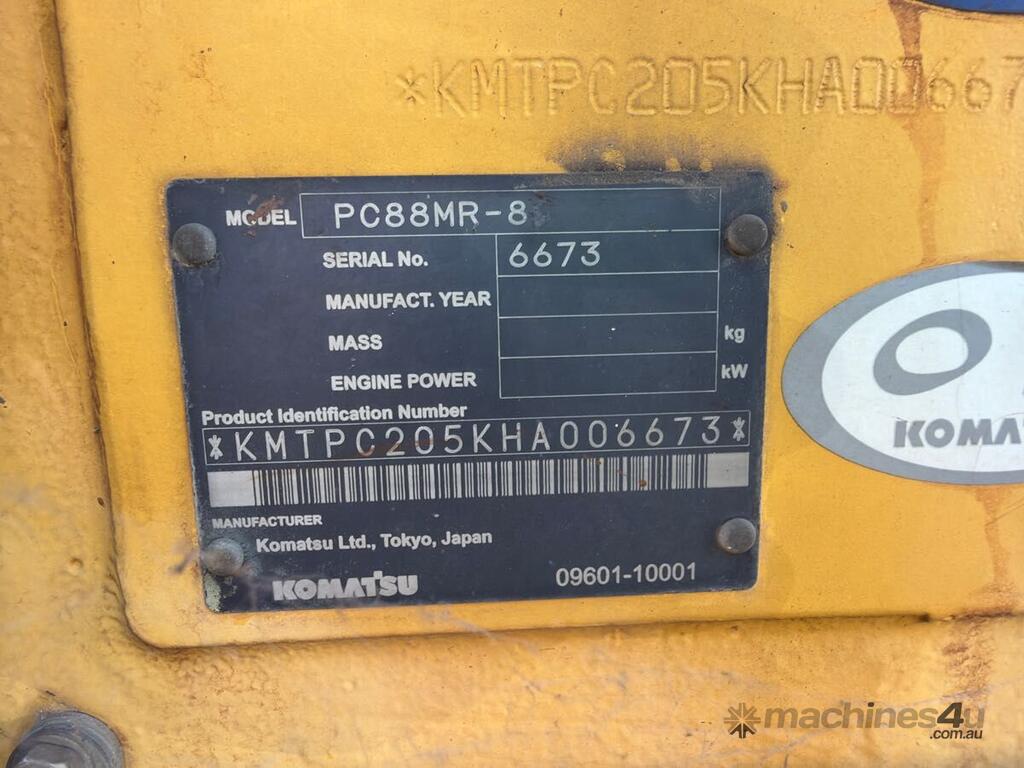 *KMTPC205KHA00667
MODEL PC88MR-8
SERIAL No. 6673
MANUFACT. YEAR
MASS kg
ENGINE POWER kW
Product Identification Number
*KMTPC205KHA006673*
MANUFACTURER
Komatsu Ltd., Tokyo, Japan
KOMATSU 09601-10001
KOMA
machines4u
.com.au